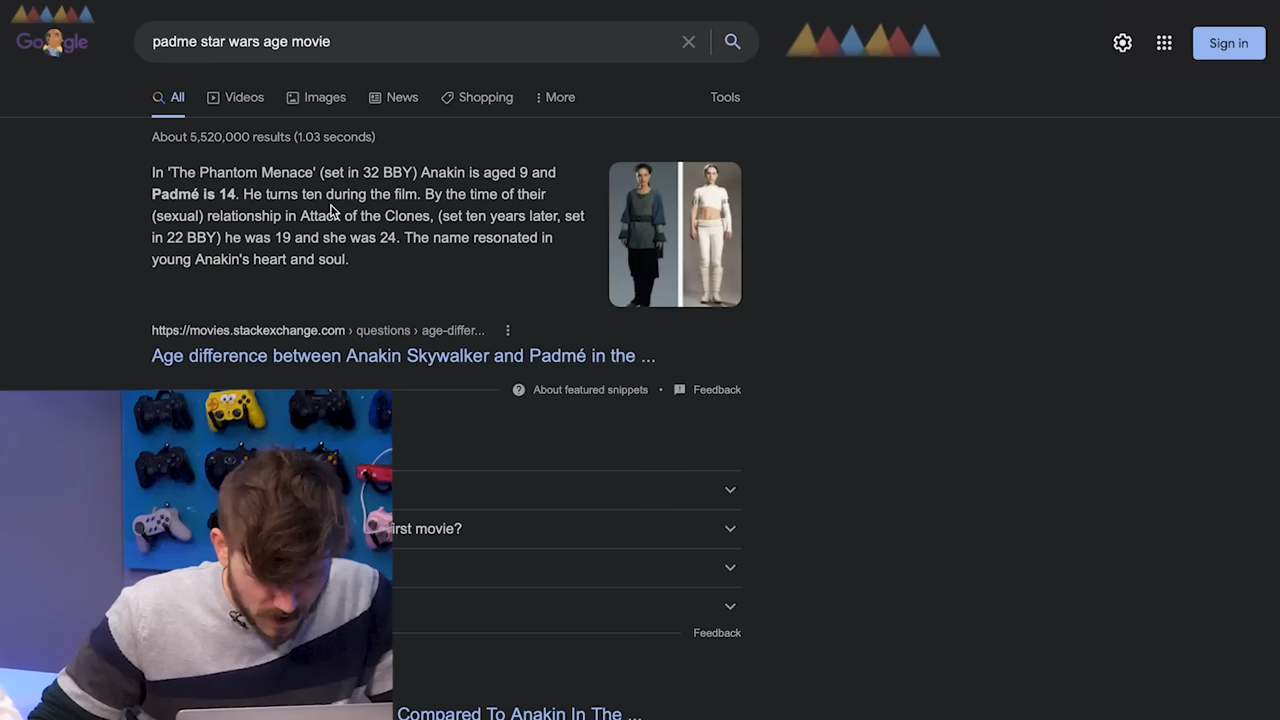 Google
padme star wars age movie
Sign in
All Videos Images News Shopping More Tools
About 5,520,000 results (1.03 seconds)
In 'The Phantom Menace' (set in 32 BBY) Anakin is aged 9 and
Padmé is 14. He turns ten during the film. By the time of their
(sexual) relationship in Attack of the Clones, (set ten years later, set
in 22 BBY) he was 19 and she was 24. The name resonated in
young Anakin's heart and soul.
https://movies.stackexchange.com › questions › age-differ...
Age difference between Anakin Skywalker and Padmé in the ...
About featured snippets • Feedback
irst movie?
Feedback
Compared To Anakin In The ...